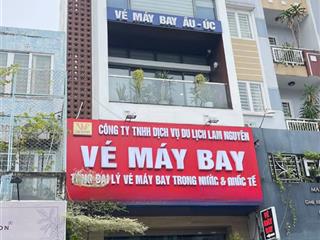 VÉ MÁY BAY ÂU - ÚC
CÔNG TY TNHH DỊCH VỤ DU LỊCH LAM NGUYÊN
VÉ MÁY BAY
TỔNG ĐẠI LÝ VÉ MÁY BAY TRONG NƯỚC & QUỐC TẾ